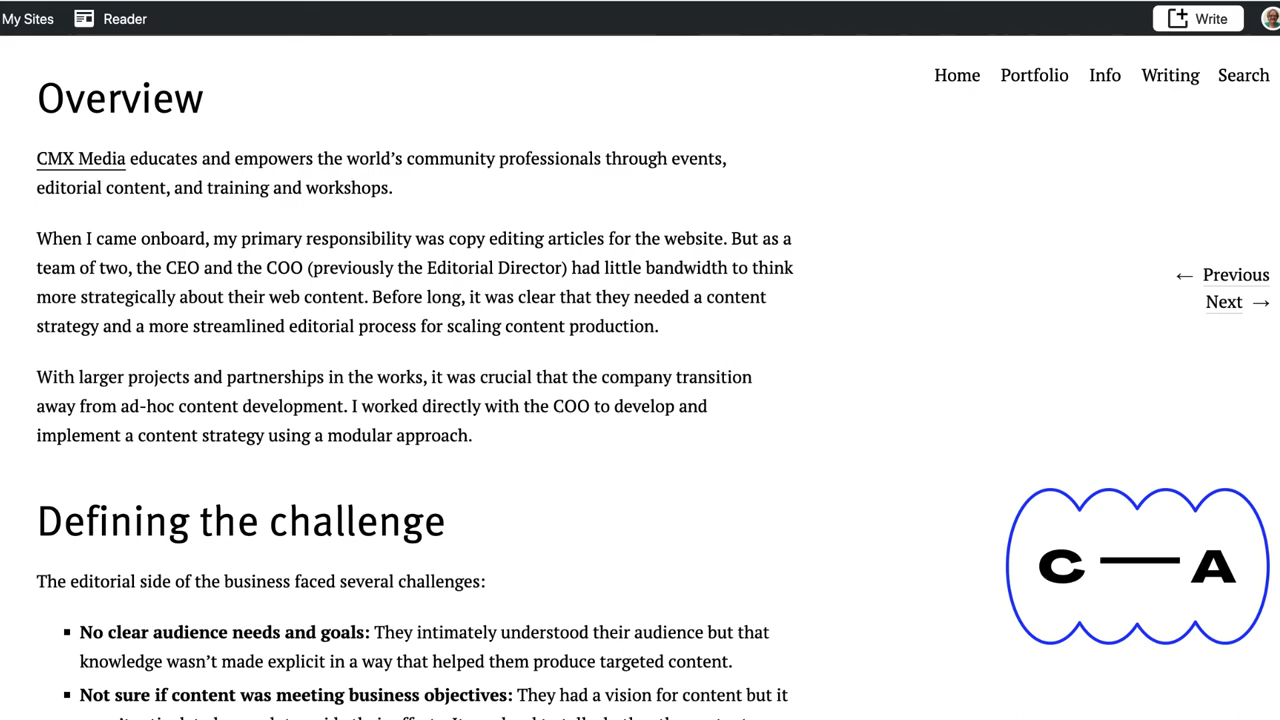 My Sites Reader Write
Home Portfolio Info Writing Search
Overview
CMX Media educates and empowers the world’s community professionals through events,
editorial content, and training and workshops.
When I came onboard, my primary responsibility was copy editing articles for the website. But as a
team of two, the CEO and the COO (previously the Editorial Director) had little bandwidth to think
more strategically about their web content. Before long, it was clear that they needed a content
strategy and a more streamlined editorial process for scaling content production.
← Previous
Next →
With larger projects and partnerships in the works, it was crucial that the company transition
away from ad-hoc content development. I worked directly with the COO to develop and
implement a content strategy using a modular approach.
Defining the challenge
C — A
The editorial side of the business faced several challenges:
No clear audience needs and goals: They intimately understood their audience but that
knowledge wasn’t made explicit in a way that helped them produce targeted content.
Not sure if content was meeting business objectives: They had a vision for content but it